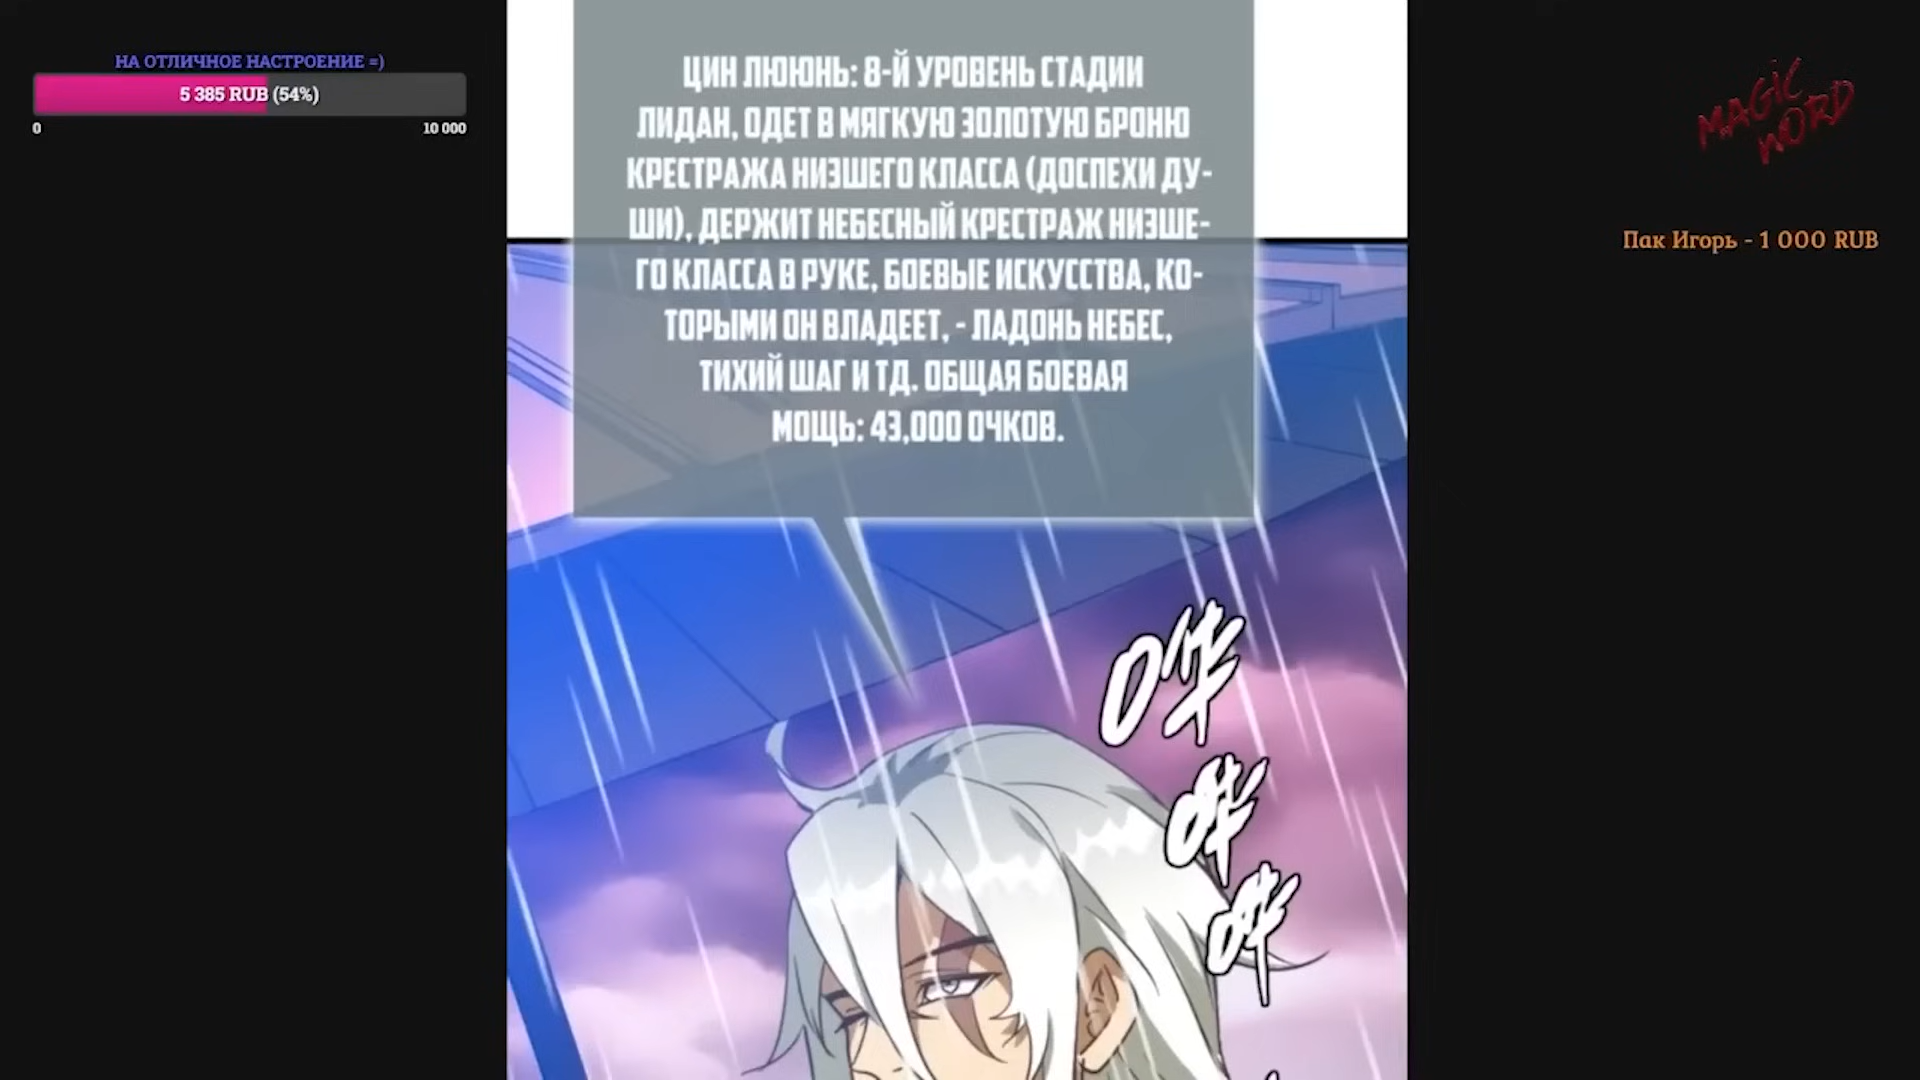 НА ОТЛИЧНОЕ НАСТРОЕНИЕ =)
5 385 RUB (54%)
0
10 000
ЦИН ЛЮЮНЬ: 8-Й УРОВЕНЬ СТАДИИ
ЛИДАН, ОДЕТ В МЯГКУЮ ЗОЛОТУЮ БРОНЮ
КРЕСТРАЖА НИЗШЕГО КЛАССА (ДОСПЕХИ ДУ-
ШИ), ДЕРЖИТ НЕБЕСНЫЙ КРЕСТРАЖ НИЗШЕ-
ГО КЛАССА В РУКЕ, БОЕВЫЕ ИСКУССТВА, КО-
ТОРЫМИ ОН ВЛАДЕЕТ, - ЛАДОНЬ НЕБЕС,
ТИХИЙ ШАГ И ТД. ОБЩАЯ БОЕВАЯ
МОЩЬ: 43,000 ОЧКОВ.
哗
哗
哗
MAGIC
WORD
Пак Игорь - 1 000 RUB